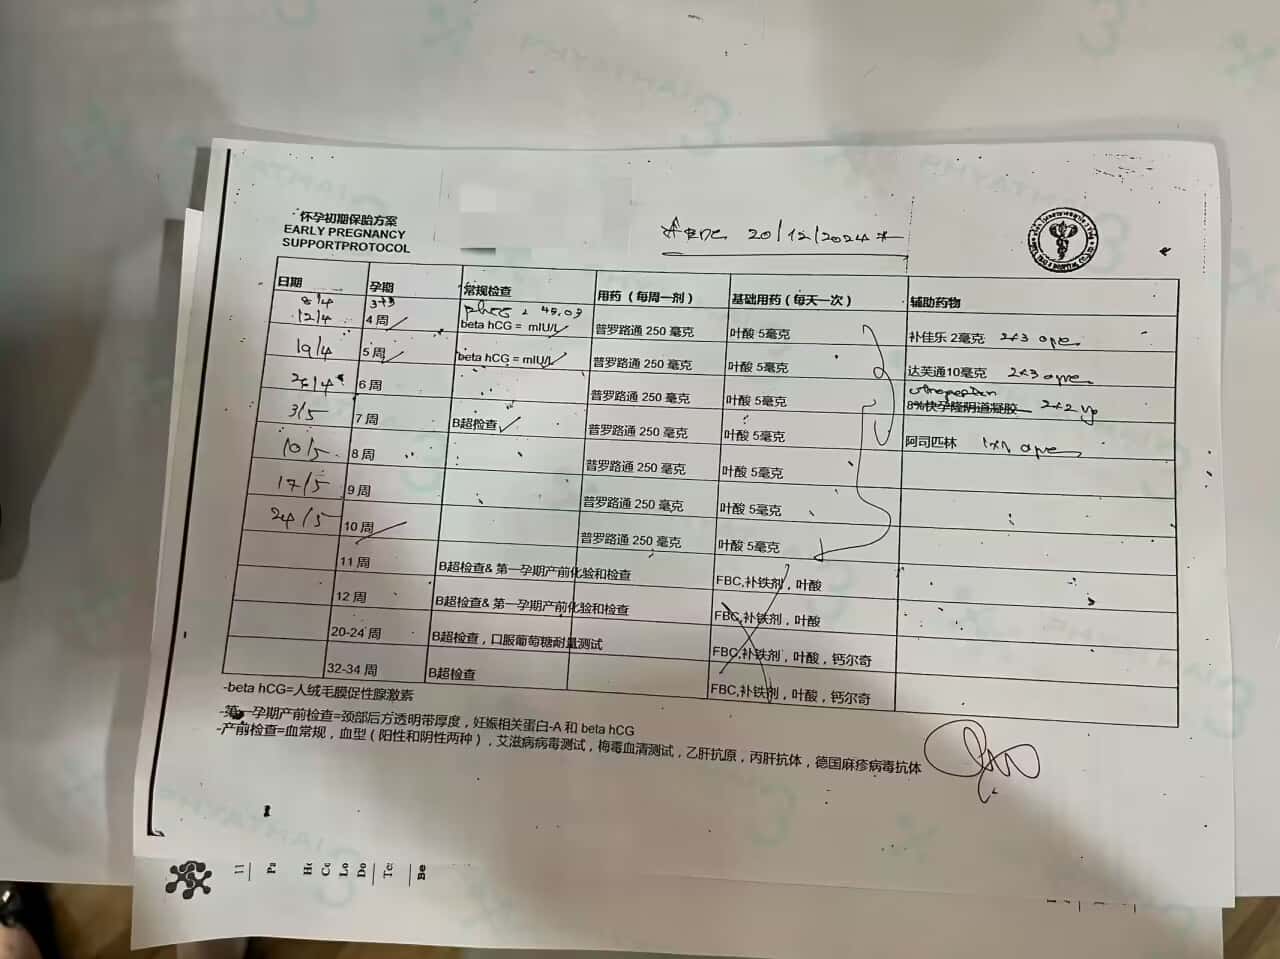 怀孕初期保胎方案
EARLY PREGNANCY
SUPPORTPROTOCOL
20/12/2024
日期 孕期 常规检查 用药（每周一剂） 基础用药（每天一次） 辅助药物
8/4 3+3
12/4 4 周 beta hCG = mIU/L 普罗路通 250 毫克 叶酸 5毫克 补佳乐 2毫克 2x3
19/4 5 周 beta hCG = mIU/L 普罗路通 250 毫克 叶酸 5毫克 达芙通10毫克 2x3
26/4 6 周 普罗路通 250 毫克 叶酸 5毫克 8%快孕隆阴道凝胶 2x2
3/5 7 周 B超检查 普罗路通 250 毫克 叶酸 5毫克 阿司匹林 1x1
10/5 8 周 普罗路通 250 毫克 叶酸 5毫克
17/5 9 周 普罗路通 250 毫克 叶酸 5毫克
24/5 10 周 普罗路通 250 毫克 叶酸 5毫克
11 周 B超检查& 第一孕期产前化验和检查 FBC,补铁剂，叶酸
12 周 B超检查& 第一孕期产前化验和检查 FBC,补铁剂，叶酸
20-24 周 B超检查，口服葡萄糖耐量测试 FBC,补铁剂，叶酸，钙尔奇
32-34 周 B超检查 FBC,补铁剂，叶酸，钙尔奇
-beta hCG=人绒毛膜促性腺激素
-第一孕期产前检查=颈部后方透明带厚度，妊娠相关蛋白-A 和 beta hCG
-产前检查=血常规，血型（阳性和阴性两种），艾滋病病毒测试，梅毒血清测试，乙肝抗原，丙肝抗体，德国麻疹病毒抗体